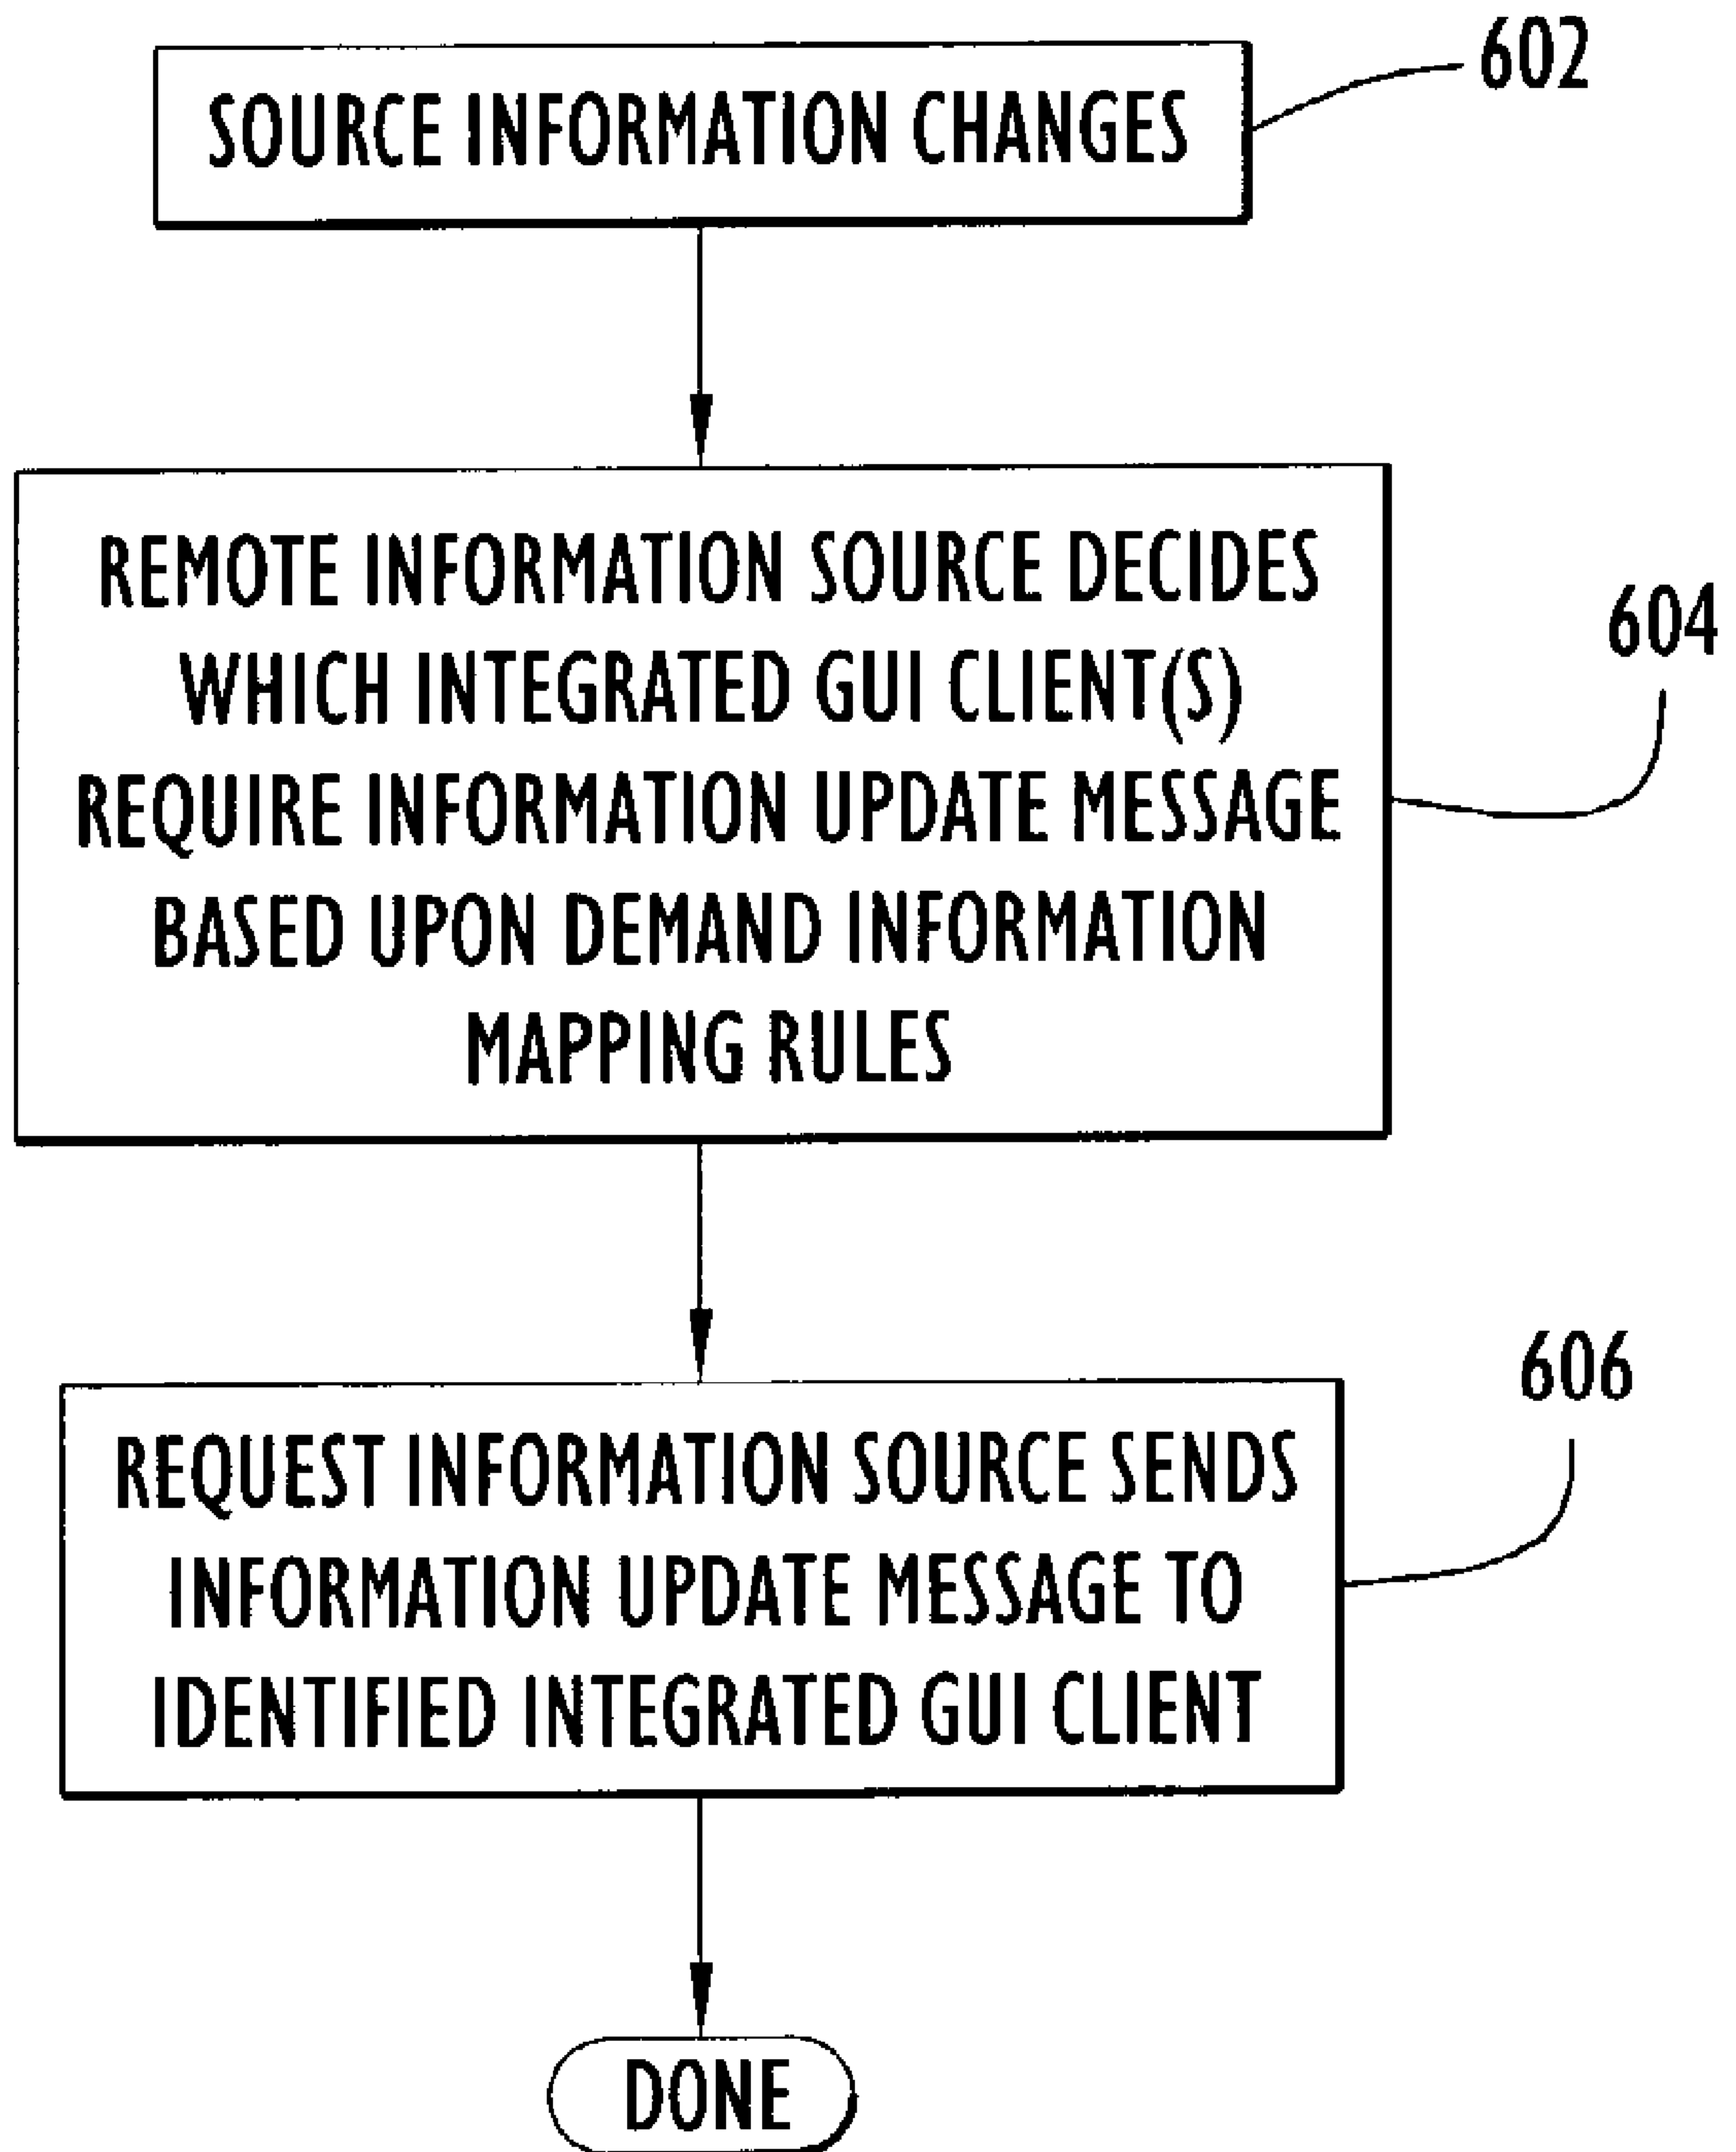 602
SOURCE INFORMATION CHANGES
REMOTE INFORMATION SOURCE DECIDES
WHICH INTEGRATED GUI CLIENT(S)
REQUIRE INFORMATION UPDATE MESSAGE
BASED UPON DEMAND INFORMATION
MAPPING RULES
604
REQUEST INFORMATION SOURCE SENDS
INFORMATION UPDATE MESSAGE TO
IDENTIFIED INTEGRATED GUI CLIENT
606
DONE